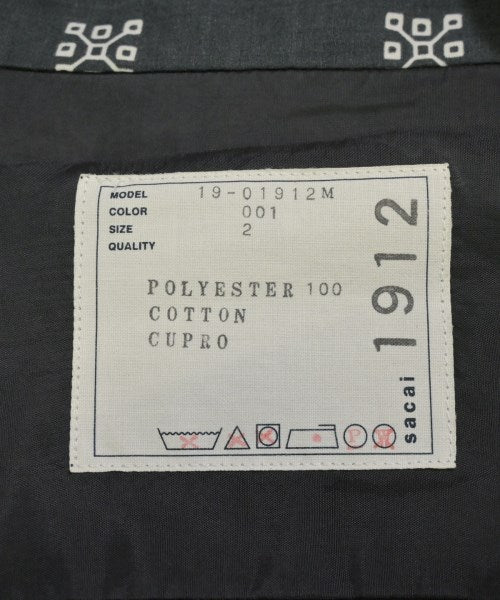 MODEL 19-01912M
COLOR 001
SIZE 2
QUALITY
POLYESTER 100
COTTON
CUPRO
P W
sacai 1912